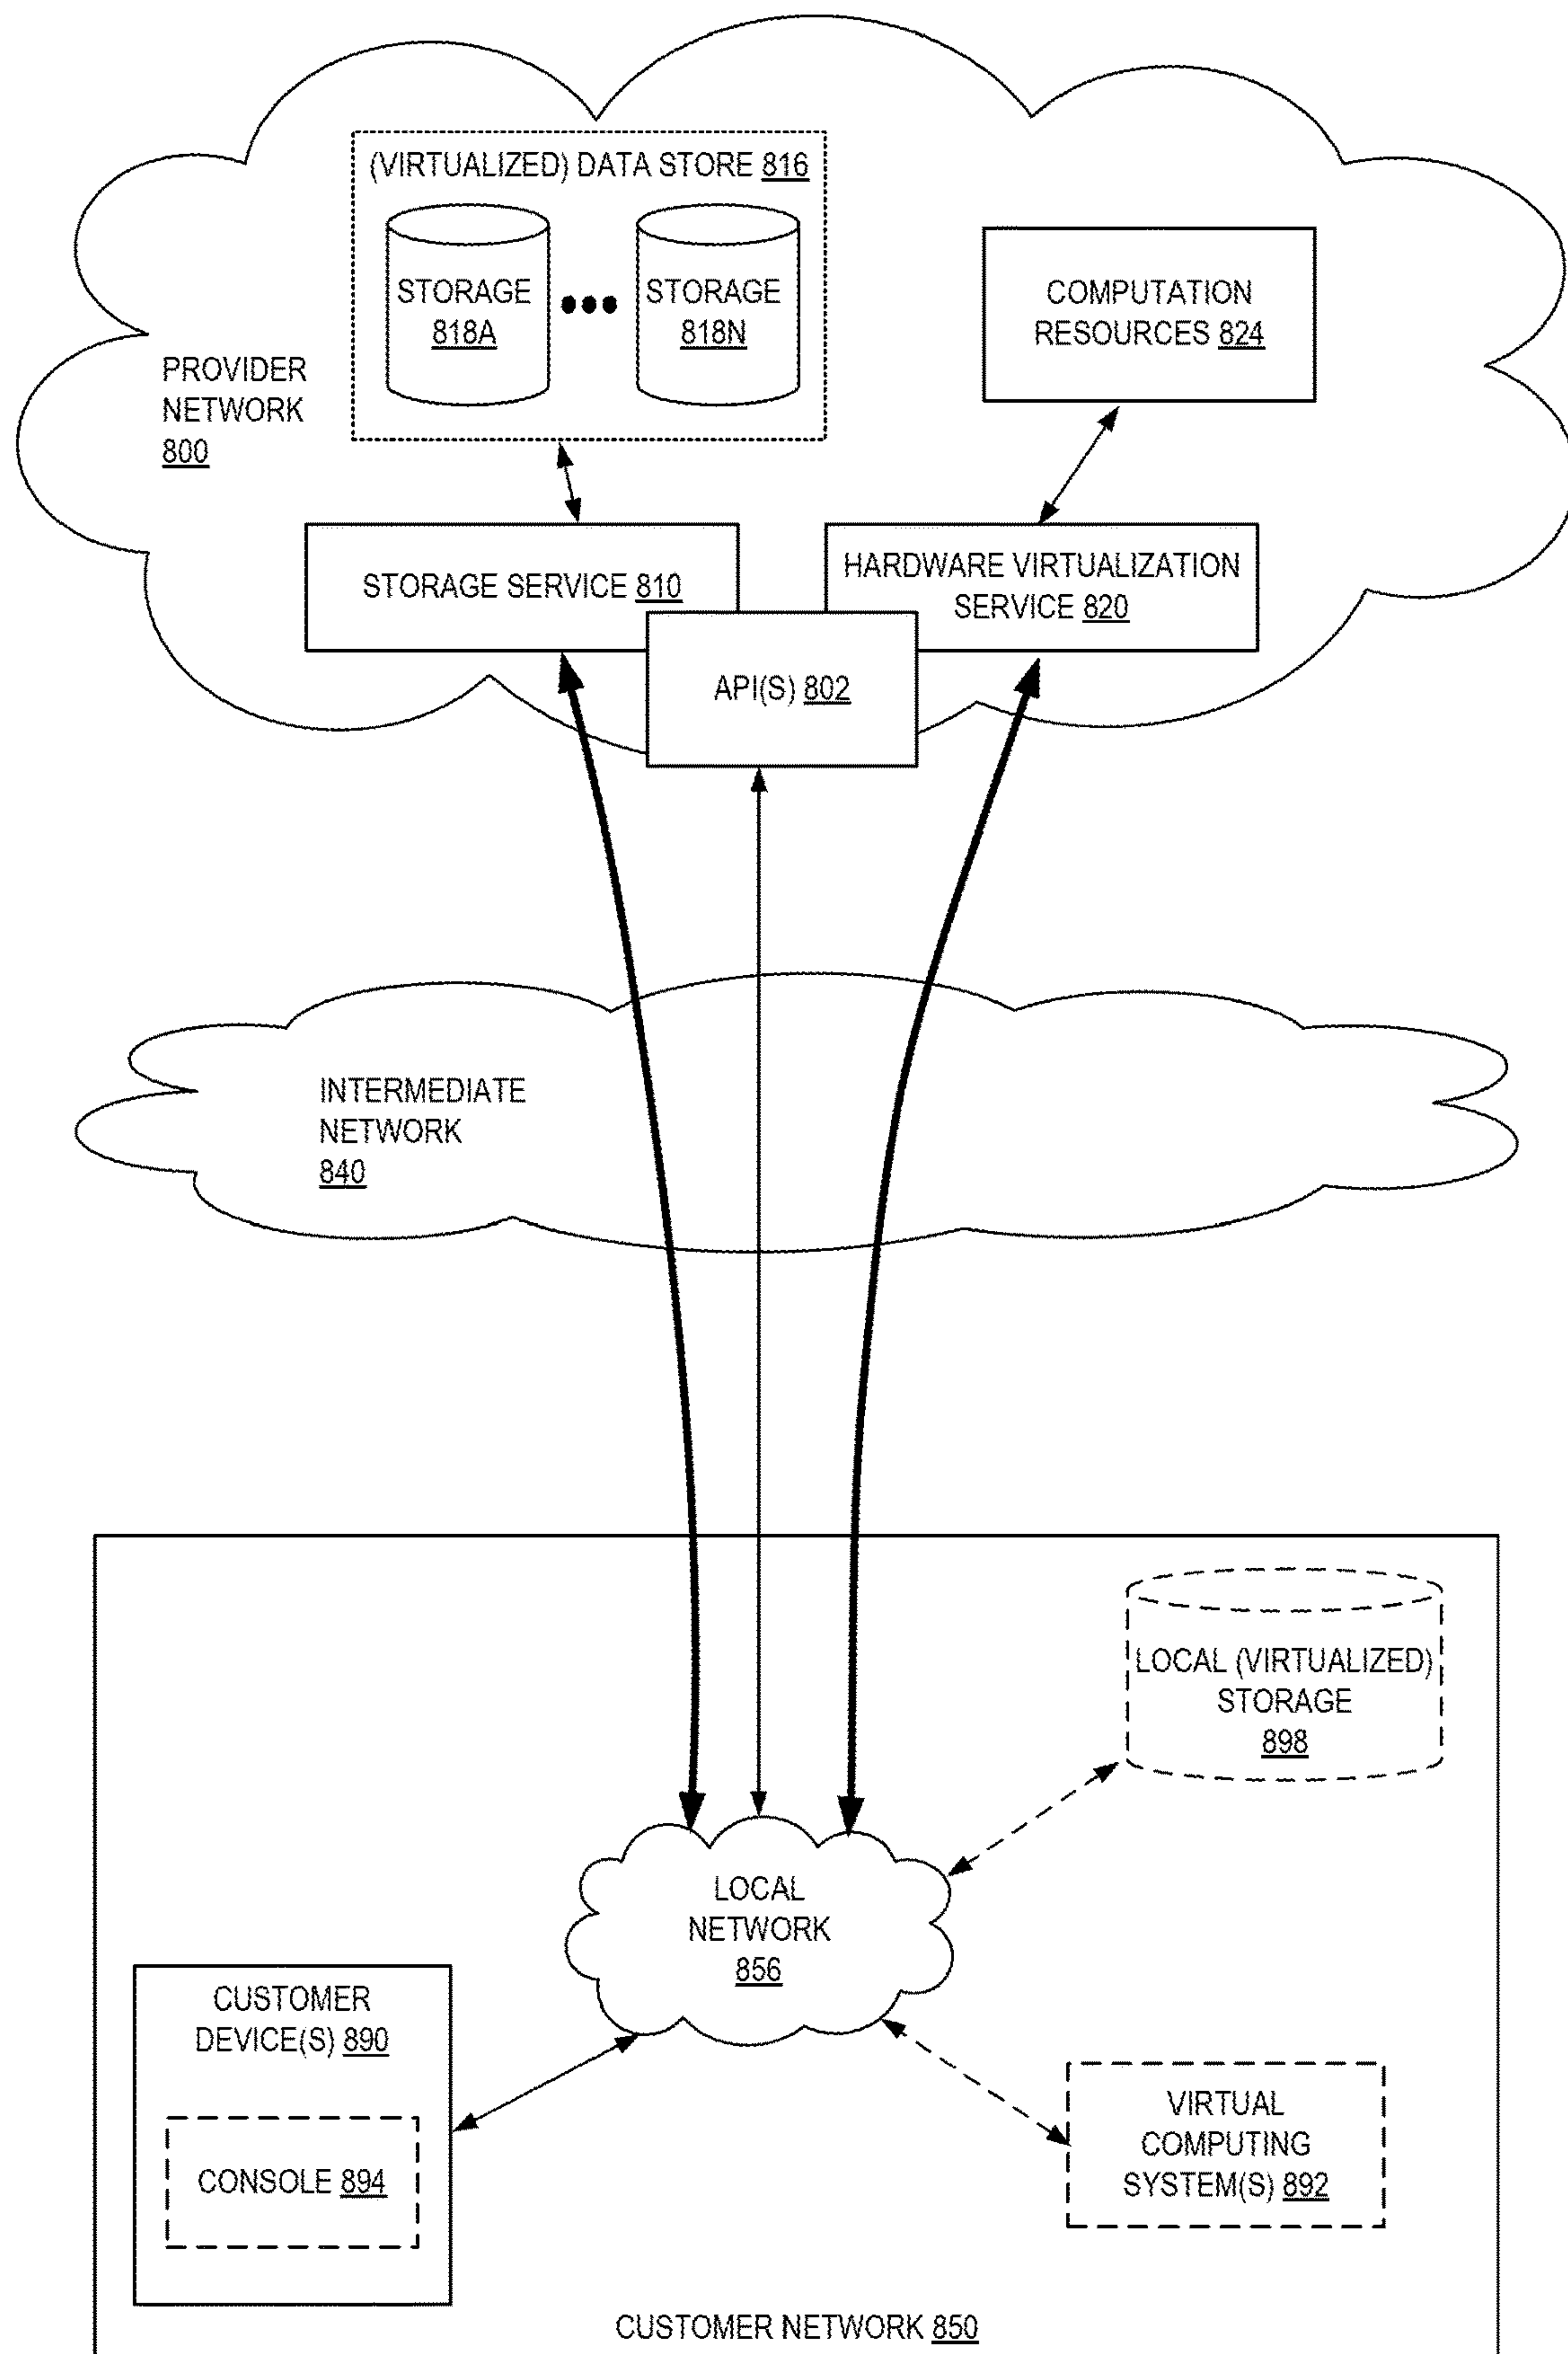 (VIRTUALIZED) DATA STORE 816
STORAGE
818A
STORAGE
818N
COMPUTATION
RESOURCES 824
PROVIDER
NETWORK
800
STORAGE SERVICE 810
HARDWARE VIRTUALIZATION
SERVICE 820
API(S) 802
INTERMEDIATE
NETWORK
840
LOCAL (VIRTUALIZED)
STORAGE
898
LOCAL
NETWORK
856
CUSTOMER
DEVICE(S) 890
CONSOLE 894
VIRTUAL
COMPUTING
SYSTEM(S) 892
CUSTOMER NETWORK 850